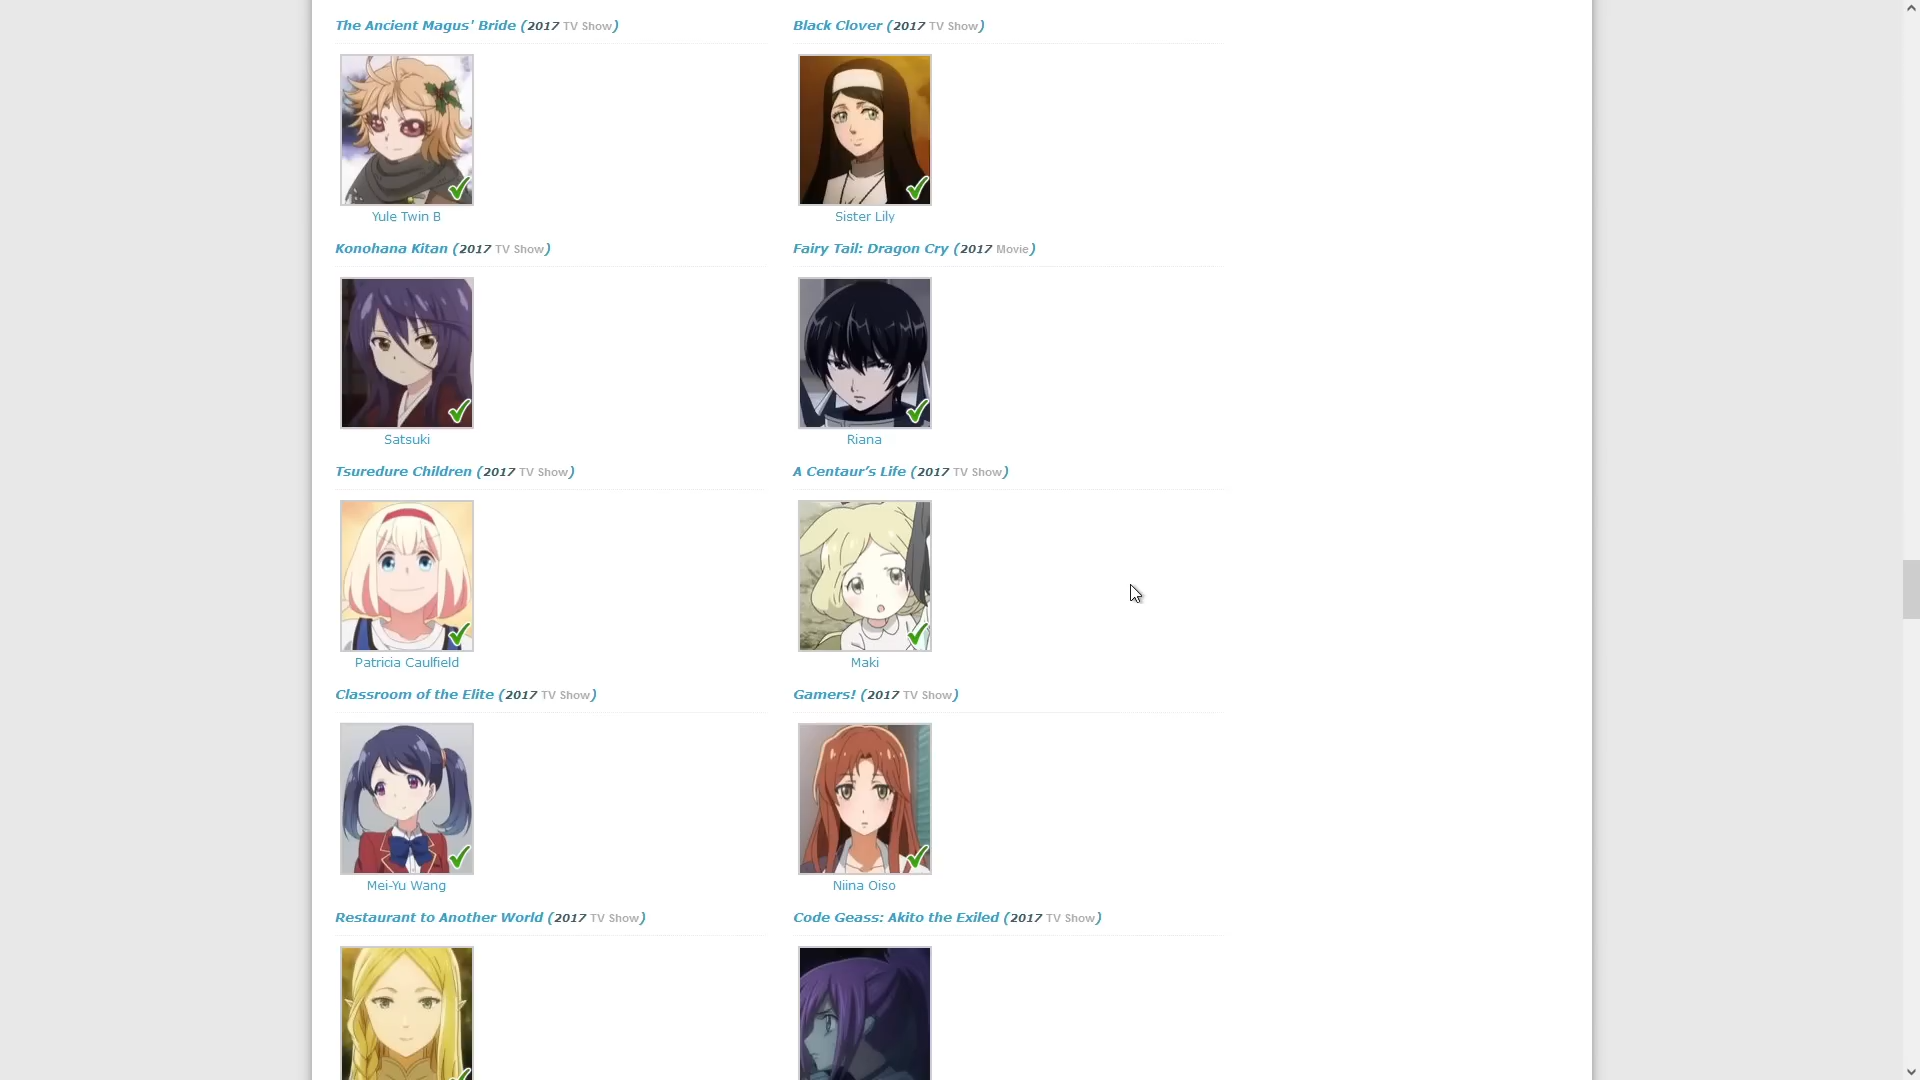 The Ancient Magus' Bride (2017 TV Show)
Black Clover (2017 TV Show)
Yule Twin B
Sister Lily
Konohana Kitan (2017 TV Show)
Fairy Tail: Dragon Cry (2017 Movie)
Satsuki
Riana
Tsuredure Children (2017 TV Show)
A Centaur’s Life (2017 TV Show)
Patricia Caulfield
Maki
Classroom of the Elite (2017 TV Show)
Gamers! (2017 TV Show)
Mei-Yu Wang
Niina Oiso
Restaurant to Another World (2017 TV Show)
Code Geass: Akito the Exiled (2017 TV Show)